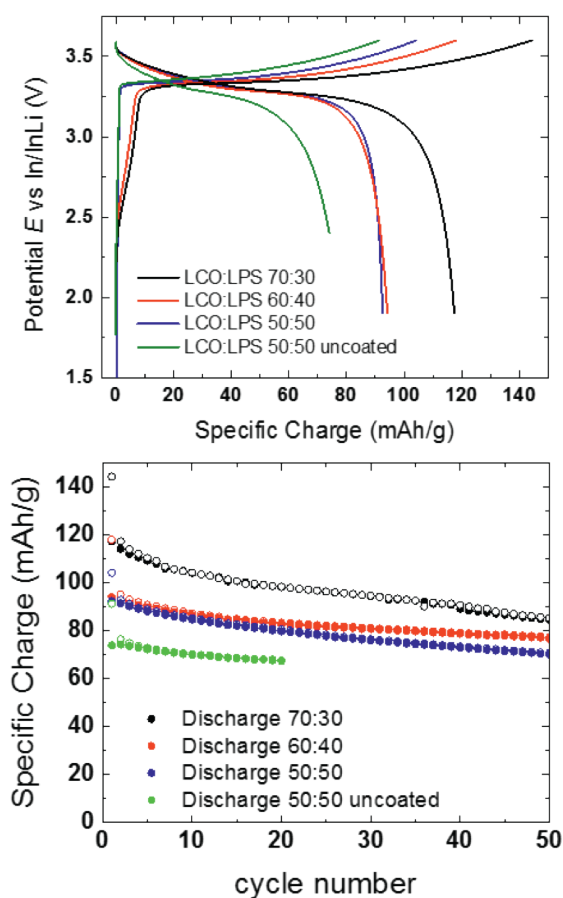 Potential E vs In/InLi (V)
3.5
3.0
2.5
2.0
1.5
LCO:LPS 70:30
LCO:LPS 60:40
LCO:LPS 50:50
LCO:LPS 50:50 uncoated
0 20 40 60 80 100 120 140
Specific Charge (mAh/g)
Specific Charge (mAh/g)
140
120
100
80
60
40
20
0
Discharge 70:30
Discharge 60:40
Discharge 50:50
Discharge 50:50 uncoated
0 10 20 30 40 50
cycle number